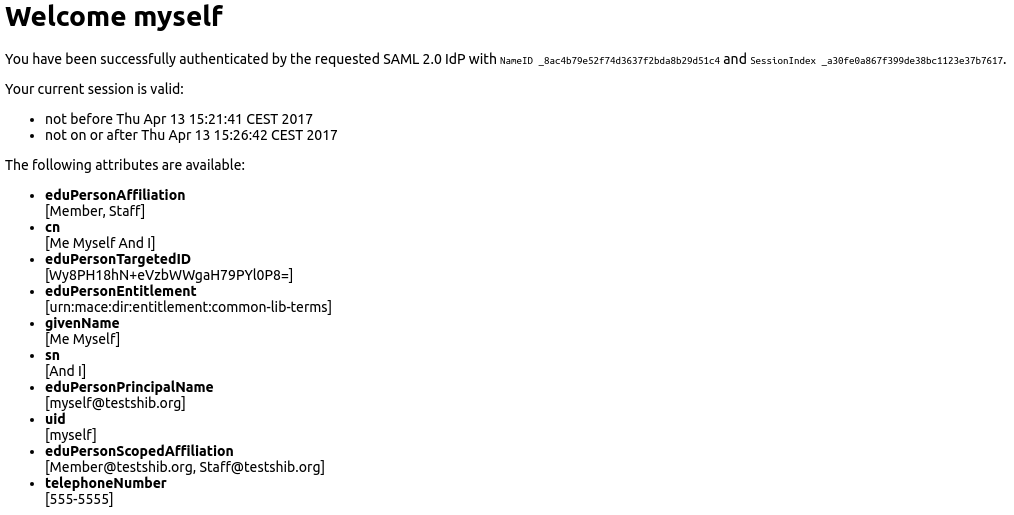 Welcome myself
You have been successfully authenticated by the requested SAML 2.0 IdP with NameID _8ac4b79e52f74d3637f2bda8b29d51c4 and SessionIndex _a30fe0a867f399de38bc1123e37b7617.
Your current session is valid:
• not before Thu Apr 13 15:21:41 CEST 2017
• not on or after Thu Apr 13 15:26:42 CEST 2017
The following attributes are available:
• eduPersonAffiliation
[Member, Staff]
• cn
[Me Myself And I]
• eduPersonTargetedID
[Wy8PH18hN+eVzbWWgaH79PYl0P8=]
• eduPersonEntitlement
[urn:mace:dir:entitlement:common-lib-terms]
• givenName
[Me Myself]
• sn
[And I]
• eduPersonPrincipalName
[myself@testshib.org]
• uid
[myself]
• eduPersonScopedAffiliation
[Member@testshib.org, Staff@testshib.org]
• telephoneNumber
[555-5555]